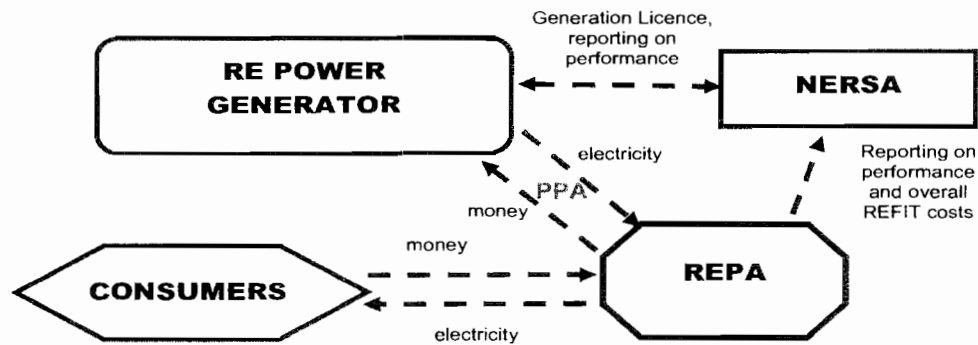 Generation Licence,
reporting on
performance
RE POWER
GENERATOR
NERSA
electricity
Reporting on
performance
and overall
REFIT costs
PPA
money
money
REPA
CONSUMERS
electricity